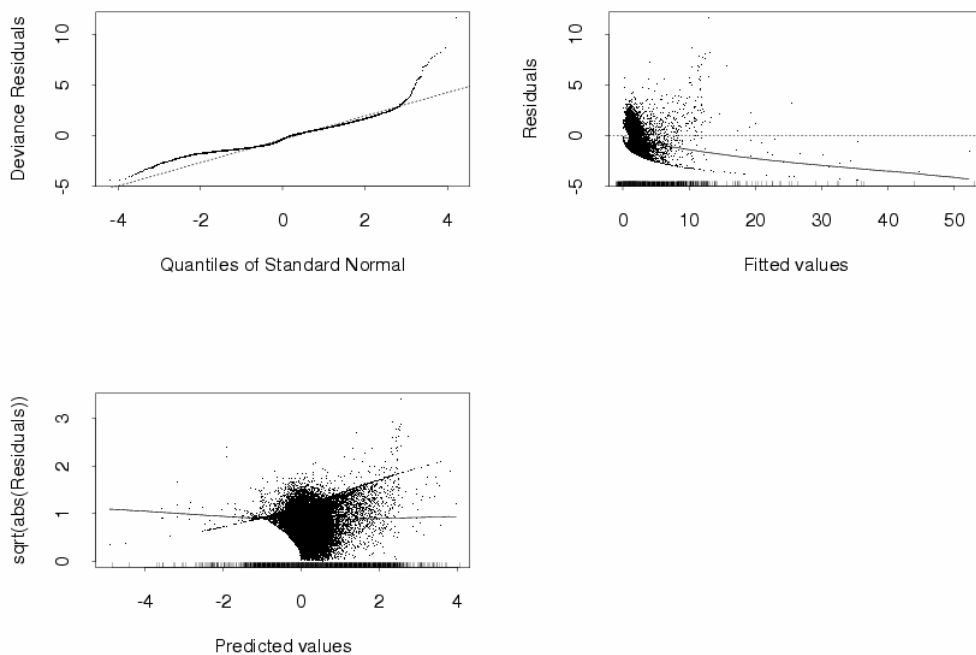 Deviance Residuals
10
5
0
-5
-4 -2 0 2 4
Quantiles of Standard Normal
Residuals
10
5
0
-5
0 10 20 30 40 50
Fitted values
sqrt(abs(Residuals))
3
2
1
0
-4 -2 0 2 4
Predicted values